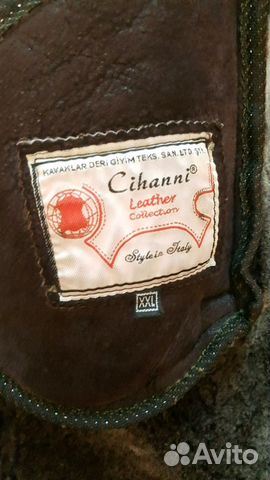 KAVAKLAR DERİ GİYİM TEKS. SAN. LTD. ŞTİ.
Cihanni®
Leather
Collection
Style in Italy
XXL
Avito